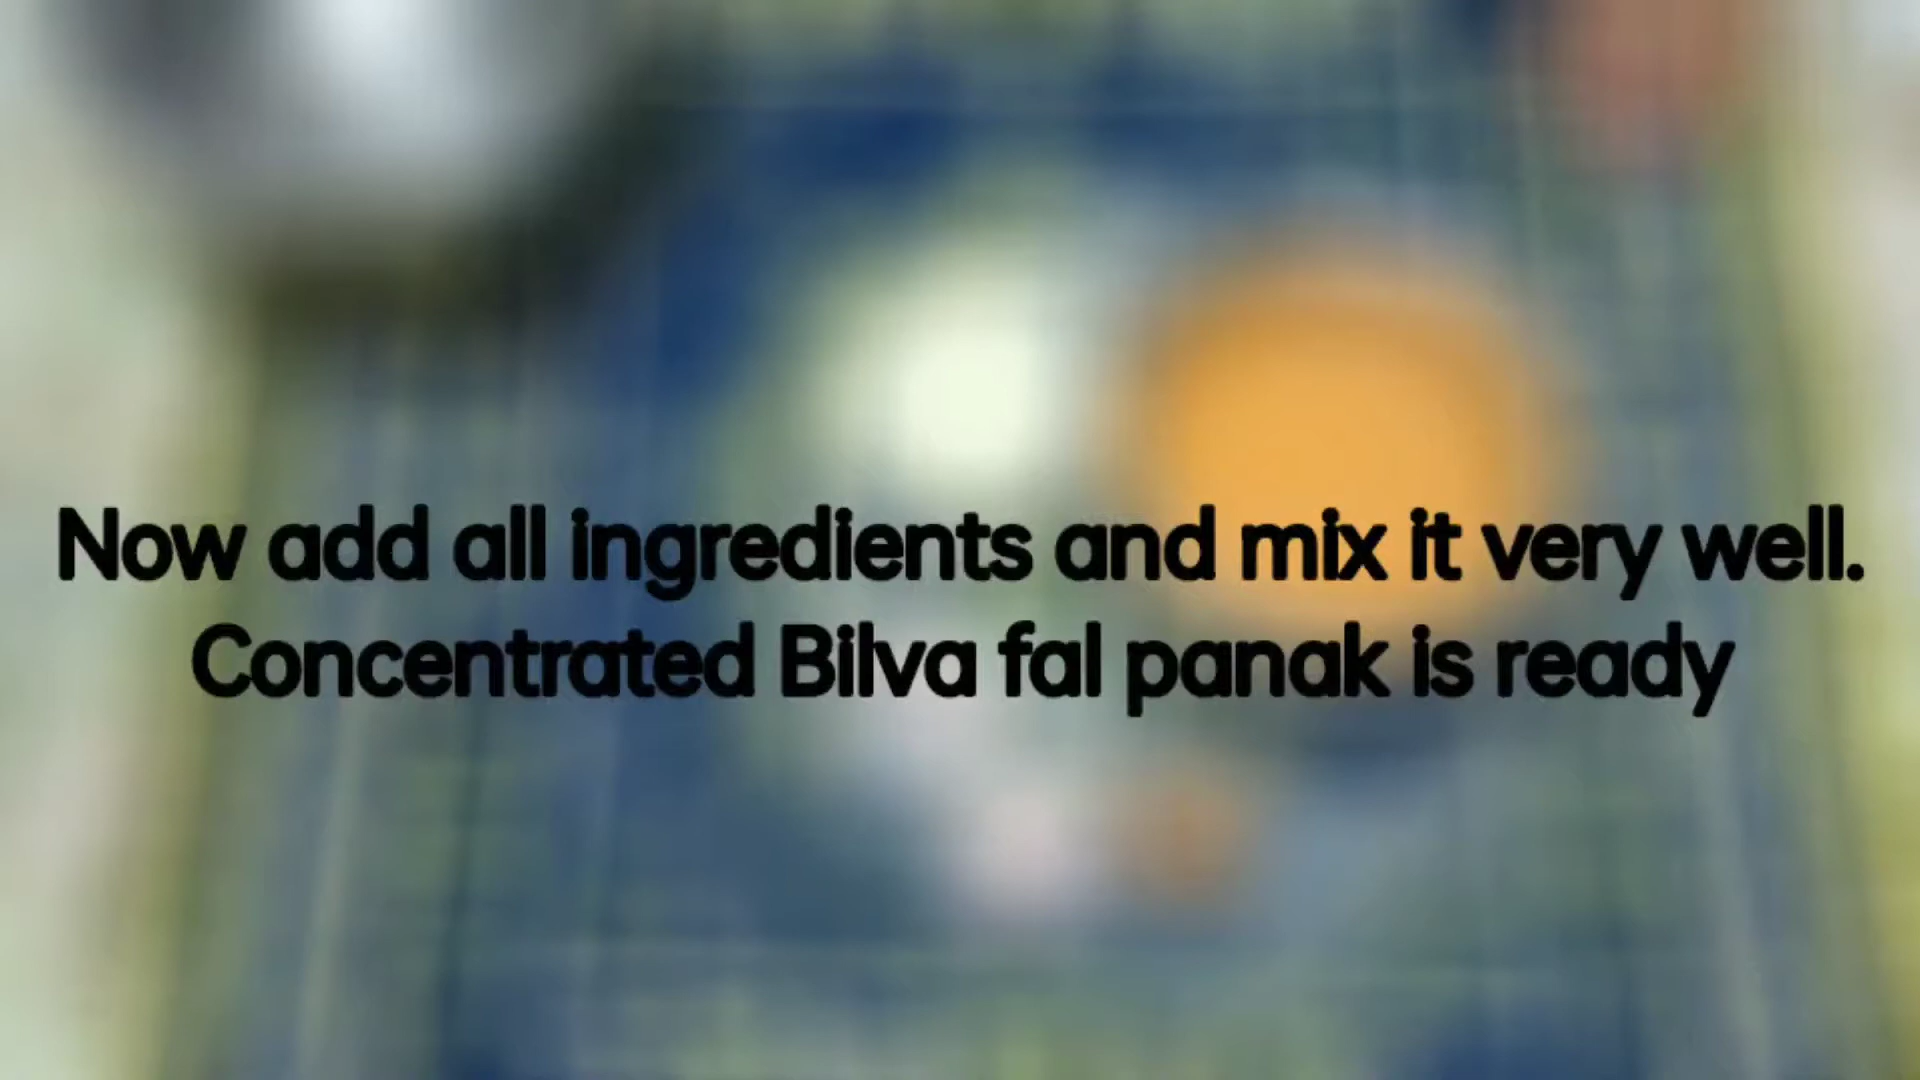 Now add all ingredients and mix it very well.
Concentrated Bilva fal panak is ready